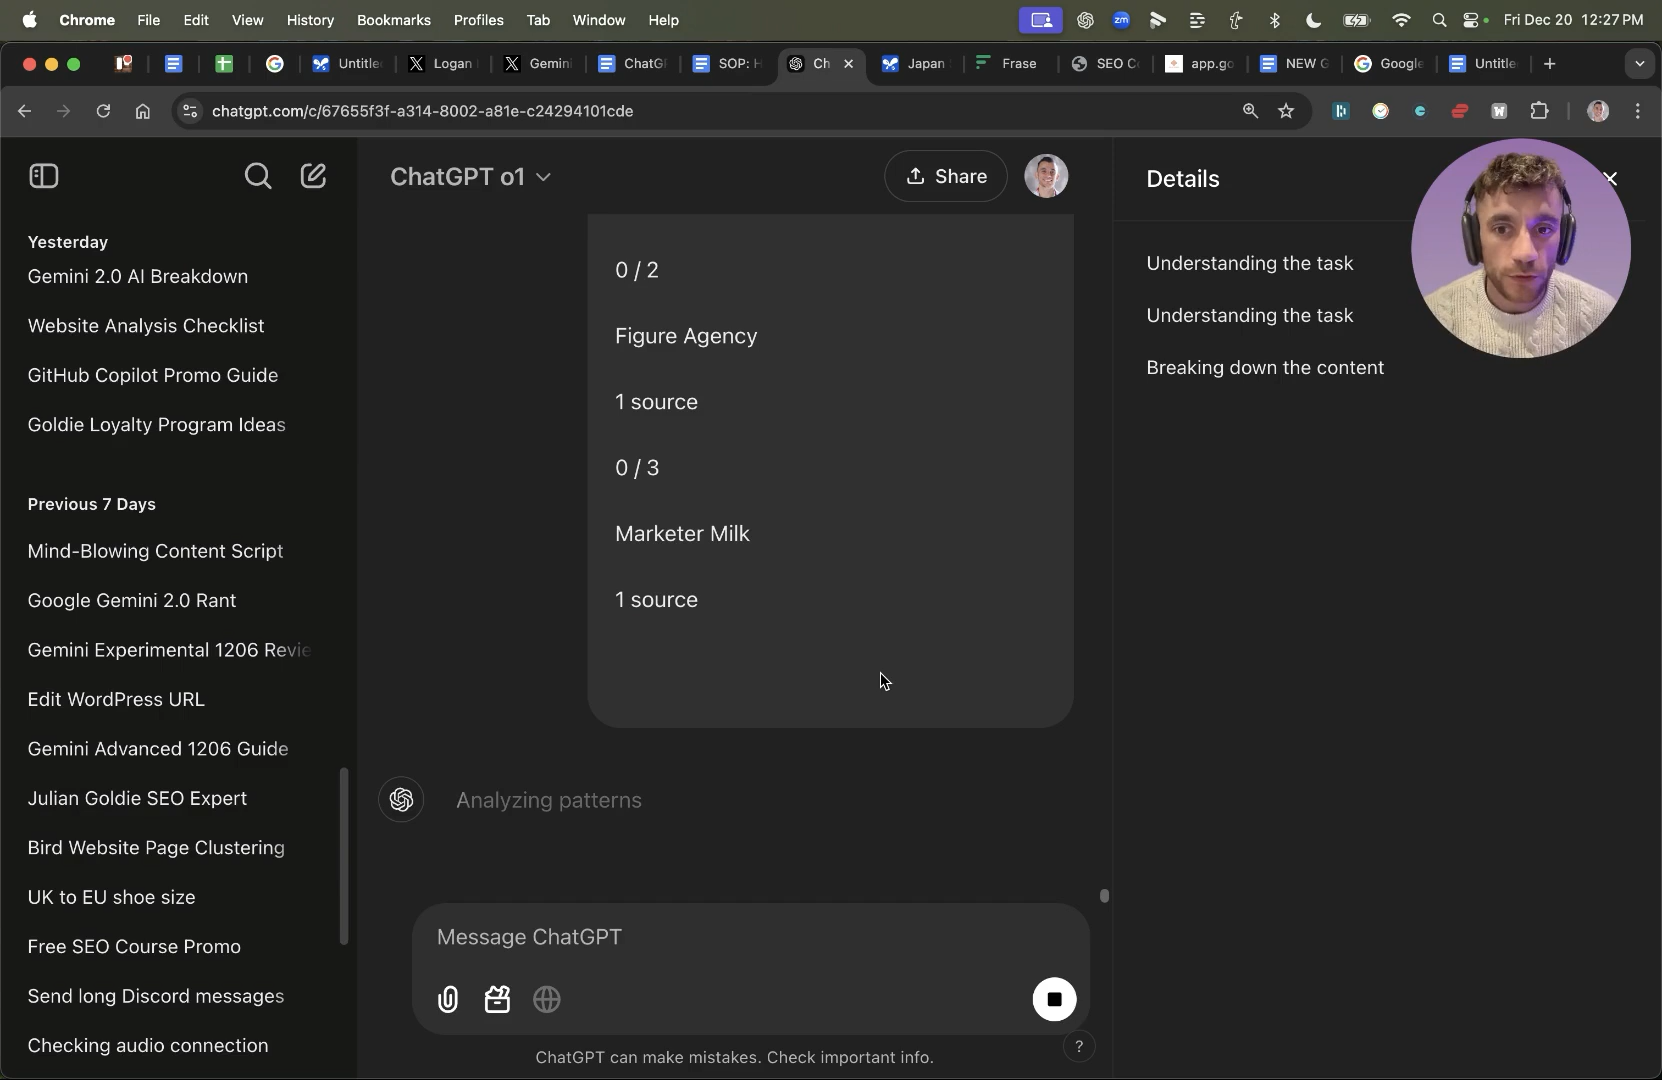 Chrome File Edit View History Bookmarks Profiles Tab Window Help zm Fri Dec 20 12:27 PM
Untitle Logan Gemini ChatGP SOP: H Ch Japan Frase SEO Co app.go NEW G Google Untitle
chatgpt.com/c/67655f3f-a314-8002-a81e-c24294101cde
ChatGPT o1
Share
Details
Yesterday
Gemini 2.0 AI Breakdown
Website Analysis Checklist
GitHub Copilot Promo Guide
Goldie Loyalty Program Ideas
Previous 7 Days
Mind-Blowing Content Script
Google Gemini 2.0 Rant
Gemini Experimental 1206 Revie
Edit WordPress URL
Gemini Advanced 1206 Guide
Julian Goldie SEO Expert
Bird Website Page Clustering
UK to EU shoe size
Free SEO Course Promo
Send long Discord messages
Checking audio connection
0 / 2
Figure Agency
1 source
0 / 3
Marketer Milk
1 source
Analyzing patterns
Message ChatGPT
ChatGPT can make mistakes. Check important info.
?
Understanding the task
Understanding the task
Breaking down the content